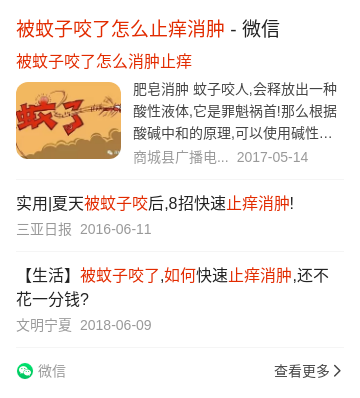 被蚊子咬了怎么止痒消肿 - 微信
被蚊子咬了怎么消肿止痒
蚊子
肥皂消肿 蚊子咬人,会释放出一种
酸性液体,它是罪魁祸首!那么根据
酸碱中和的原理,可以使用碱性...
商城县广播电... 2017-05-14
实用|夏天被蚊子咬后,8招快速止痒消肿!
三亚日报 2016-06-11
【生活】被蚊子咬了,如何快速止痒消肿,还不
花一分钱?
文明宁夏 2018-06-09
微信
查看更多